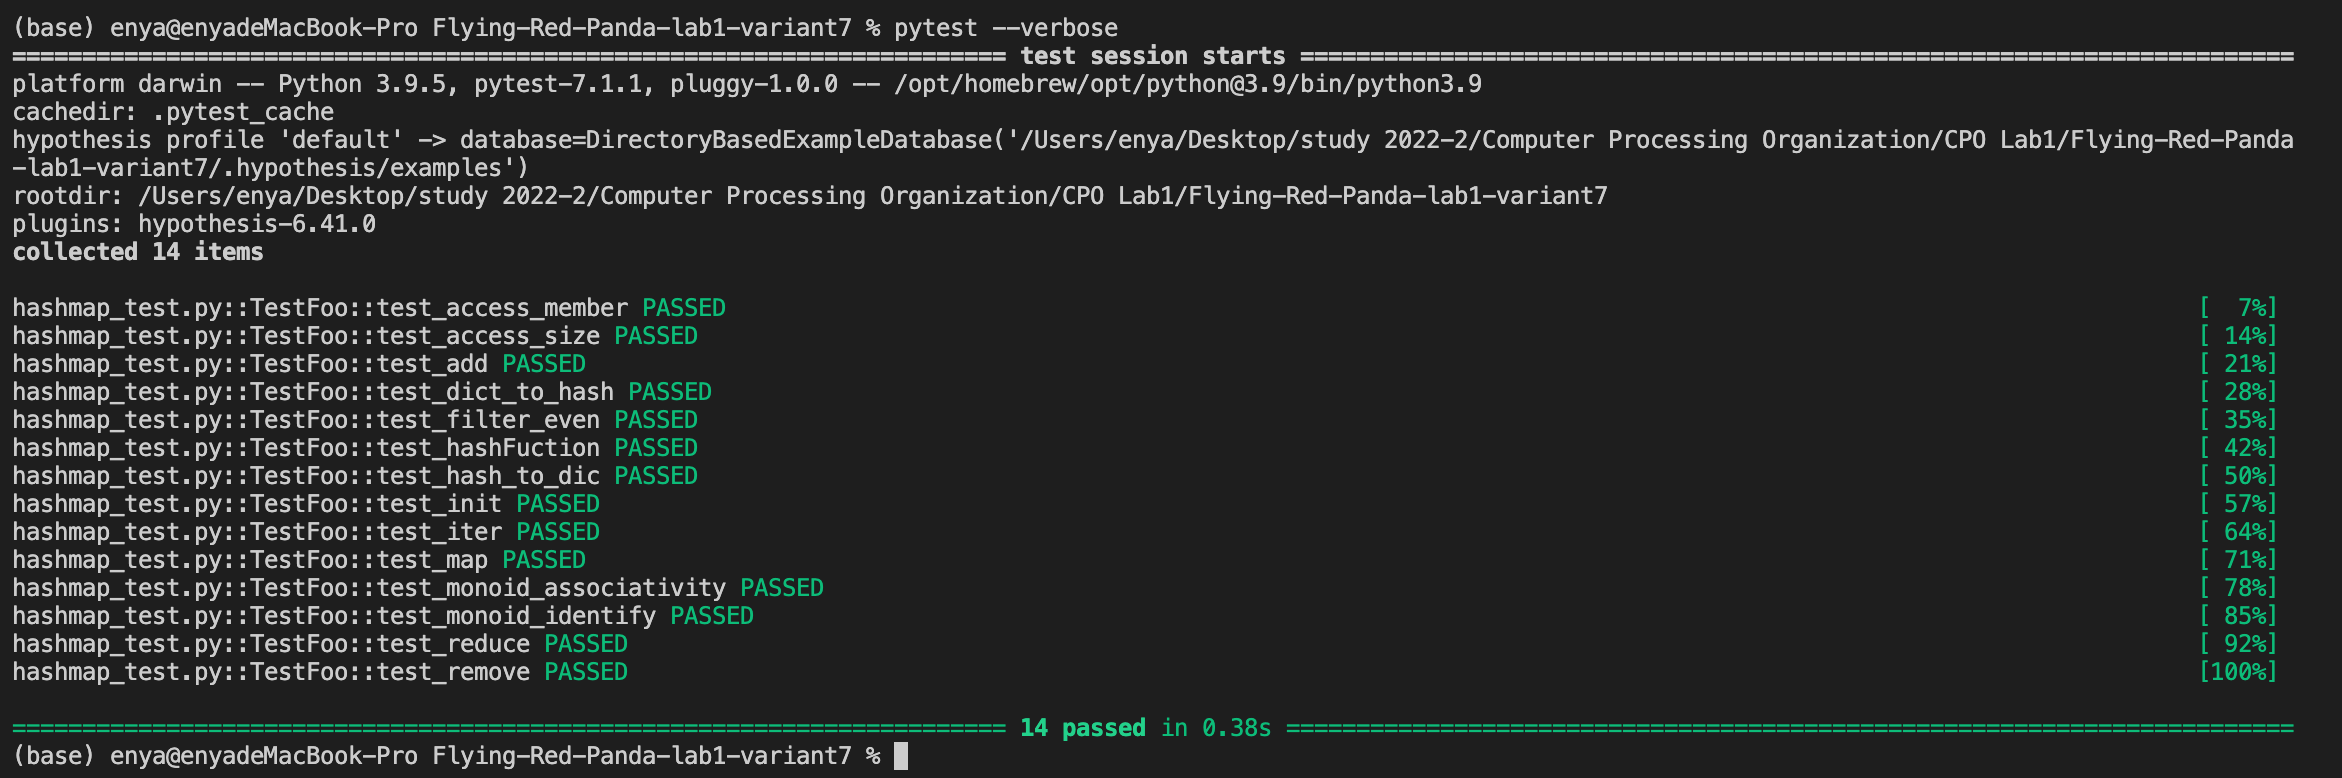 (base) enya@enyadeMacBook-Pro Flying-Red-Panda-lab1-variant7 % pytest --verbose
======================================================================= test session starts =======================================================================
platform darwin -- Python 3.9.5, pytest-7.1.1, pluggy-1.0.0 -- /opt/homebrew/opt/python@3.9/bin/python3.9
cachedir: .pytest_cache
hypothesis profile 'default' -> database=DirectoryBasedExampleDatabase('/Users/enya/Desktop/study 2022-2/Computer Processing Organization/CPO Lab1/Flying-Red-Panda
-lab1-variant7/.hypothesis/examples')
rootdir: /Users/enya/Desktop/study 2022-2/Computer Processing Organization/CPO Lab1/Flying-Red-Panda-lab1-variant7
plugins: hypothesis-6.41.0
collected 14 items
hashmap_test.py::TestFoo::test_access_member PASSED [  7%]
hashmap_test.py::TestFoo::test_access_size PASSED [ 14%]
hashmap_test.py::TestFoo::test_add PASSED [ 21%]
hashmap_test.py::TestFoo::test_dict_to_hash PASSED [ 28%]
hashmap_test.py::TestFoo::test_filter_even PASSED [ 35%]
hashmap_test.py::TestFoo::test_hashFuction PASSED [ 42%]
hashmap_test.py::TestFoo::test_hash_to_dic PASSED [ 50%]
hashmap_test.py::TestFoo::test_init PASSED [ 57%]
hashmap_test.py::TestFoo::test_iter PASSED [ 64%]
hashmap_test.py::TestFoo::test_map PASSED [ 71%]
hashmap_test.py::TestFoo::test_monoid_associativity PASSED [ 78%]
hashmap_test.py::TestFoo::test_monoid_identify PASSED [ 85%]
hashmap_test.py::TestFoo::test_reduce PASSED [ 92%]
hashmap_test.py::TestFoo::test_remove PASSED [100%]
======================================================================= 14 passed in 0.38s ========================================================================
(base) enya@enyadeMacBook-Pro Flying-Red-Panda-lab1-variant7 %